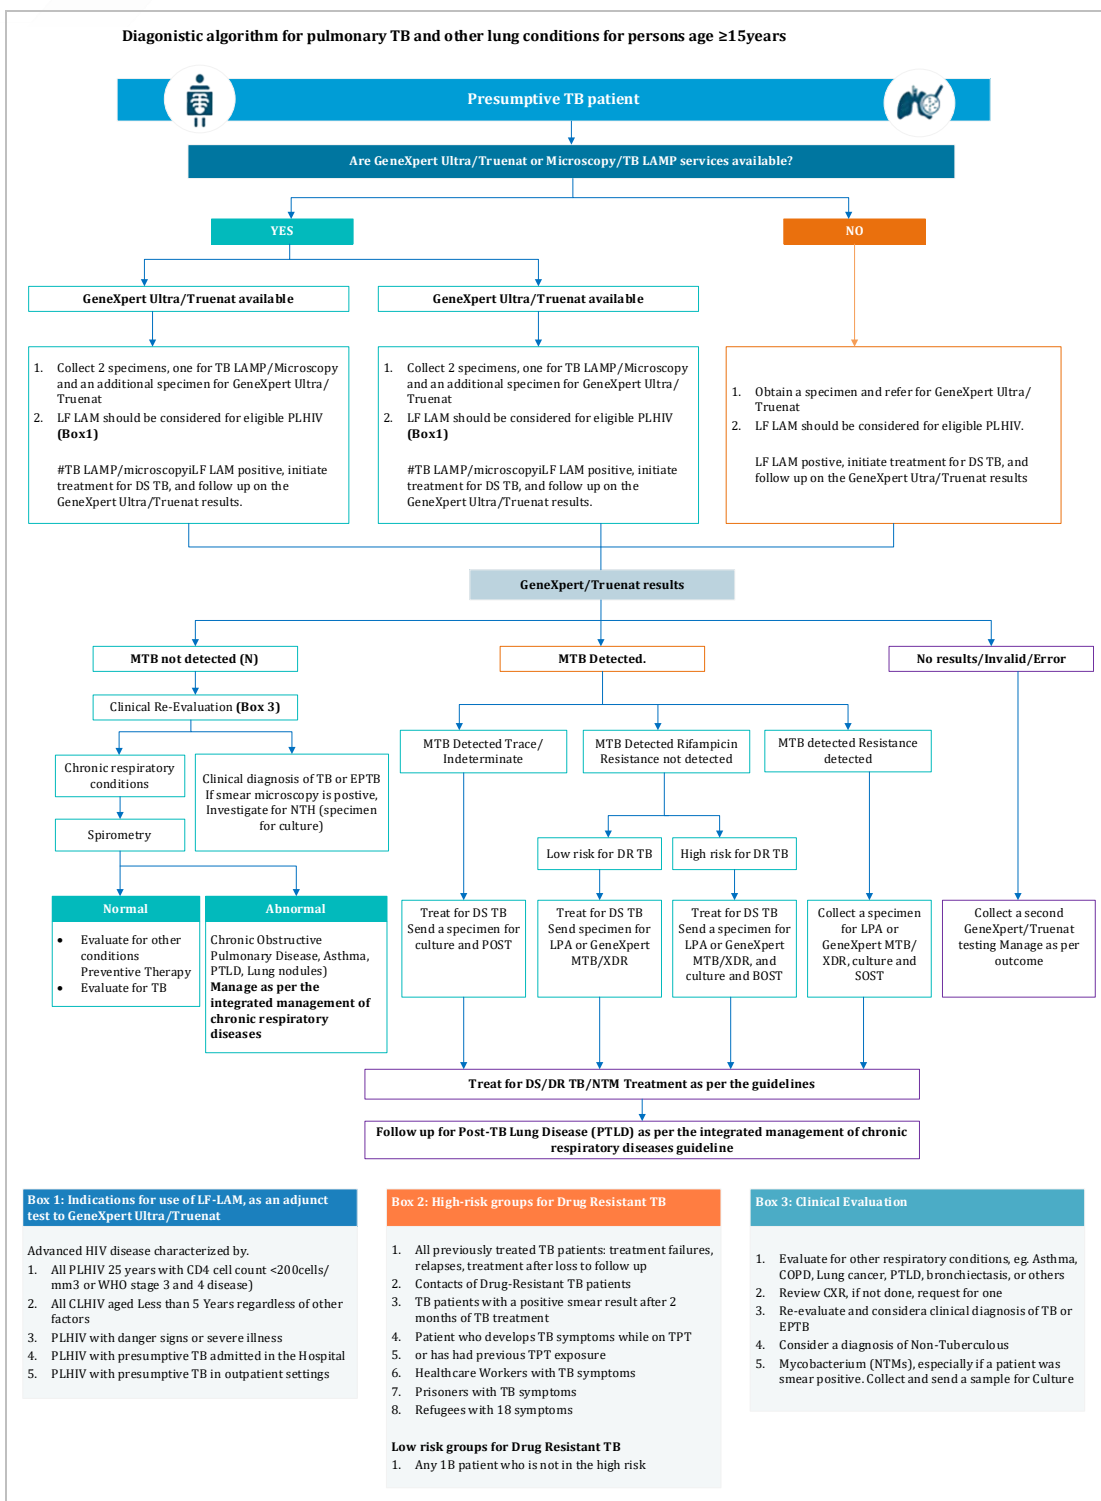 Diagonistic algorithm for pulmonary TB and other lung conditions for persons age ≥15years
Presumptive TB patient
Are GeneXpert Ultra/Truenat or Microscopy/TB LAMP services available?
YES
NO
GeneXpert Ultra/Truenat available
GeneXpert Ultra/Truenat available
1. Collect 2 specimens, one for TB LAMP/Microscopy
and an additional specimen for GeneXpert Ultra/
Truenat
2. LF LAM should be considered for eligible PLHIV
(Box1)
#TB LAMP/microscopyiLF LAM positive, initiate
treatment for DS TB, and follow up on the
GeneXpert Ultra/Truenat results.
1. Collect 2 specimens, one for TB LAMP/Microscopy
and an additional specimen for GeneXpert Ultra/
Truenat
2. LF LAM should be considered for eligible PLHIV
(Box1)
#TB LAMP/microscopyiLF LAM positive, initiate
treatment for DS TB, and follow up on the
GeneXpert Ultra/Truenat results.
1. Obtain a specimen and refer for GeneXpert Ultra/
Truenat
2. LF LAM should be considered for eligible PLHIV.
LF LAM postive, initiate treatment for DS TB, and
follow up on the GeneXpert Utra/Truenat results
GeneXpert/Truenat results
MTB not detected (N)
MTB Detected.
No results/Invalid/Error
Clinical Re-Evaluation (Box 3)
Chronic respiratory
conditions
Clinical diagnosis of TB or EPTB
If smear microscopy is postive,
Investigate for NTH (specimen
for culture)
Spirometry
MTB Detected Trace/
Indeterminate
MTB Detected Rifampicin
Resistance not detected
MTB detected Resistance
detected
Low risk for DR TB
High risk for DR TB
Normal
• Evaluate for other
conditions
Preventive Therapy
• Evaluate for TB
Abnormal
Chronic Obstructive
Pulmonary Disease, Asthma,
PTLD, Lung nodules)
Manage as per the
integrated management of
chronic respiratory
diseases
Treat for DS TB
Send a specimen for
culture and POST
Treat for DS TB
Send specimen for
LPA or GeneXpert
MTB/XDR
Treat for DS TB
Send a specimen for
LPA or GeneXpert
MTB/XDR, and
culture and BOST
Collect a specimen
for LPA or
GeneXpert MTB/
XDR, culture and
SOST
Collect a second
GeneXpert/Truenat
testing Manage as per
outcome
Treat for DS/DR TB/NTM Treatment as per the guidelines
Follow up for Post-TB Lung Disease (PTLD) as per the integrated management of chronic
respiratory diseases guideline
Box 1: Indications for use of LF-LAM, as an adjunct
test to GeneXpert Ultra/Truenat
Advanced HIV disease characterized by.
1. All PLHIV 25 years with CD4 cell count <200cells/
mm3 or WHO stage 3 and 4 disease)
2. All CLHIV aged Less than 5 Years regardless of other
factors
3. PLHIV with danger signs or severe illness
4. PLHIV with presumptive TB admitted in the Hospital
5. PLHIV with presumptive TB in outpatient settings
Box 2: High-risk groups for Drug Resistant TB
1. All previously treated TB patients: treatment failures,
relapses, treatment after loss to follow up
2. Contacts of Drug-Resistant TB patients
3. TB patients with a positive smear result after 2
months of TB treatment
4. Patient who develops TB symptoms while on TPT
5. or has had previous TPT exposure
6. Healthcare Workers with TB symptoms
7. Prisoners with TB symptoms
8. Refugees with 18 symptoms
Low risk groups for Drug Resistant TB
1. Any 1B patient who is not in the high risk
Box 3: Clinical Evaluation
1. Evaluate for other respiratory conditions, eg. Asthma,
COPD, Lung cancer, PTLD, bronchiectasis, or others
2. Review CXR, if not done, request for one
3. Re-evaluate and considera clinical diagnosis of TB or
EPTB
4. Consider a diagnosis of Non-Tuberculous
5. Mycobacterium (NTMs), especially if a patient was
smear positive. Collect and send a sample for Culture